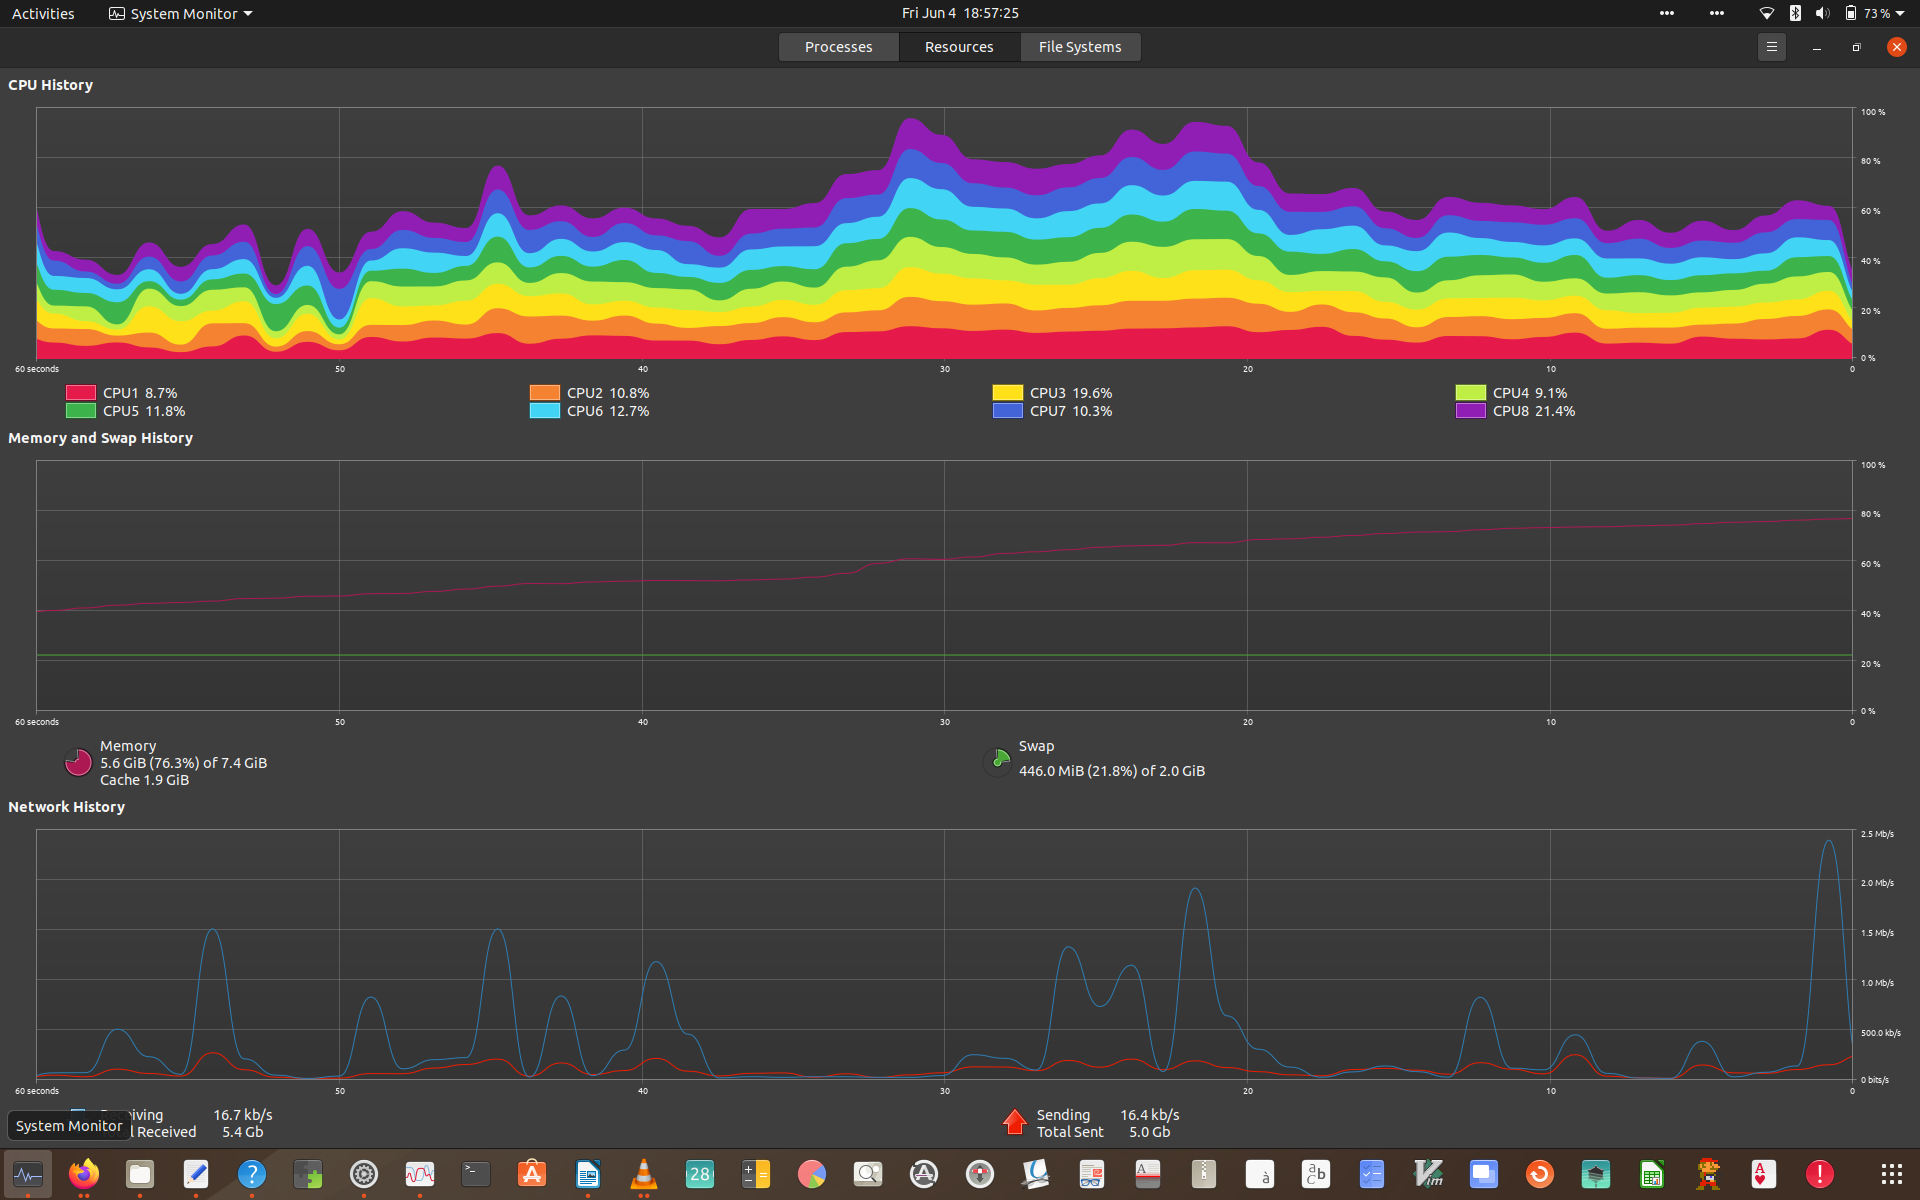 Activities System Monitor Fri Jun 4 18:57:25 73 %
Processes Resources File Systems
CPU History
100 %
80 %
60 %
40 %
20 %
0 %
60 seconds 50 40 30 20 10 0
CPU1 8.7% CPU2 10.8% CPU3 19.6% CPU4 9.1%
CPU5 11.8% CPU6 12.7% CPU7 10.3% CPU8 21.4%
Memory and Swap History
100 %
80 %
60 %
40 %
20 %
0 %
60 seconds 50 40 30 20 10 0
Memory
5.6 GiB (76.3%) of 7.4 GiB
Cache 1.9 GiB
Swap
446.0 MiB (21.8%) of 2.0 GiB
Network History
2.5 Mb/s
2.0 Mb/s
1.5 Mb/s
1.0 Mb/s
500.0 kb/s
0 bits/s
60 seconds 50 40 30 20 10 0
iving 16.7 kb/s Sending 16.4 kb/s
l Received 5.4 Gb Total Sent 5.0 Gb
System Monitor
28